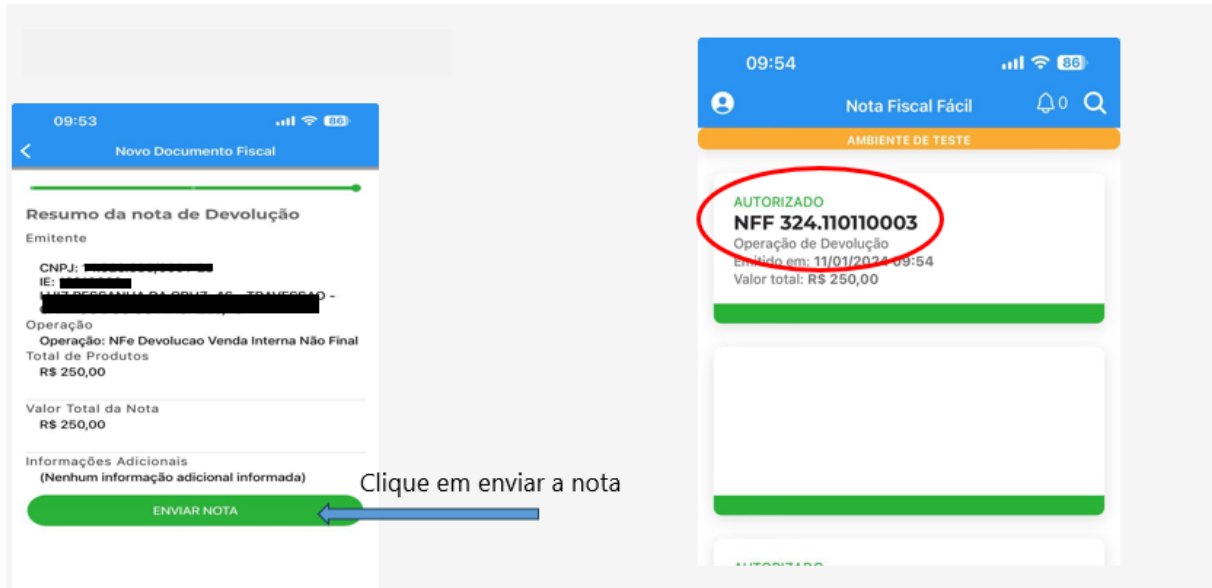 09:53
86
Novo Documento Fiscal
Resumo da nota de Devolução
Emitente
CNPJ:
IE:
Operação
Operação: NFe Devolucao Venda Interna Não Final
Total de Produtos
R$ 250,00
Valor Total da Nota
R$ 250,00
Informações Adicionais
(Nenhum informação adicional informada)
ENVIAR NOTA
Clique em enviar a nota
09:54
86
Nota Fiscal Fácil
0
AMBIENTE DE TESTE
AUTORIZADO
NFF 324.110110003
Operação de Devolução
Emitido em: 11/01/2024 09:54
Valor total: R$ 250,00
AUTORIZADO